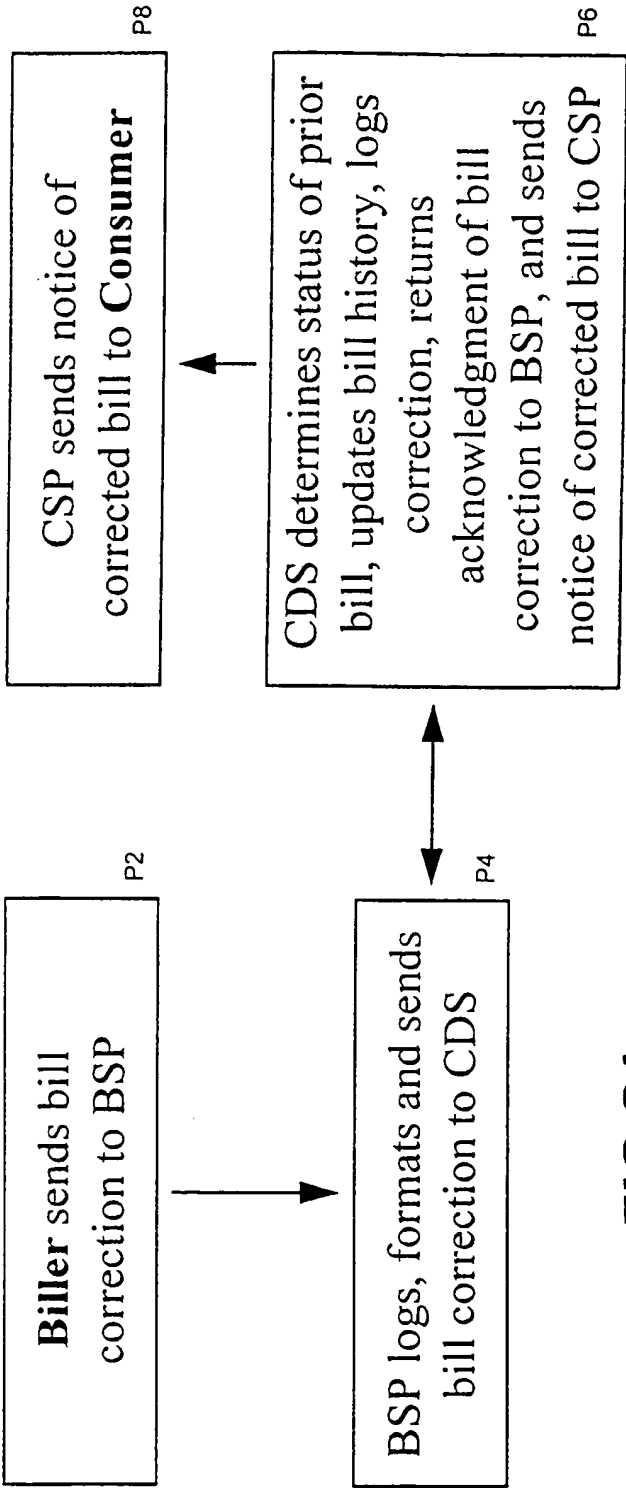 Biller sends bill
correction to BSP
P2
BSP logs, formats and sends
bill correction to CDS
P4
CDS determines status of prior
bill, updates bill history, logs
correction, returns
acknowledgment of bill
correction to BSP, and sends
notice of corrected bill to CSP
P6
CSP sends notice of
corrected bill to Consumer
P8